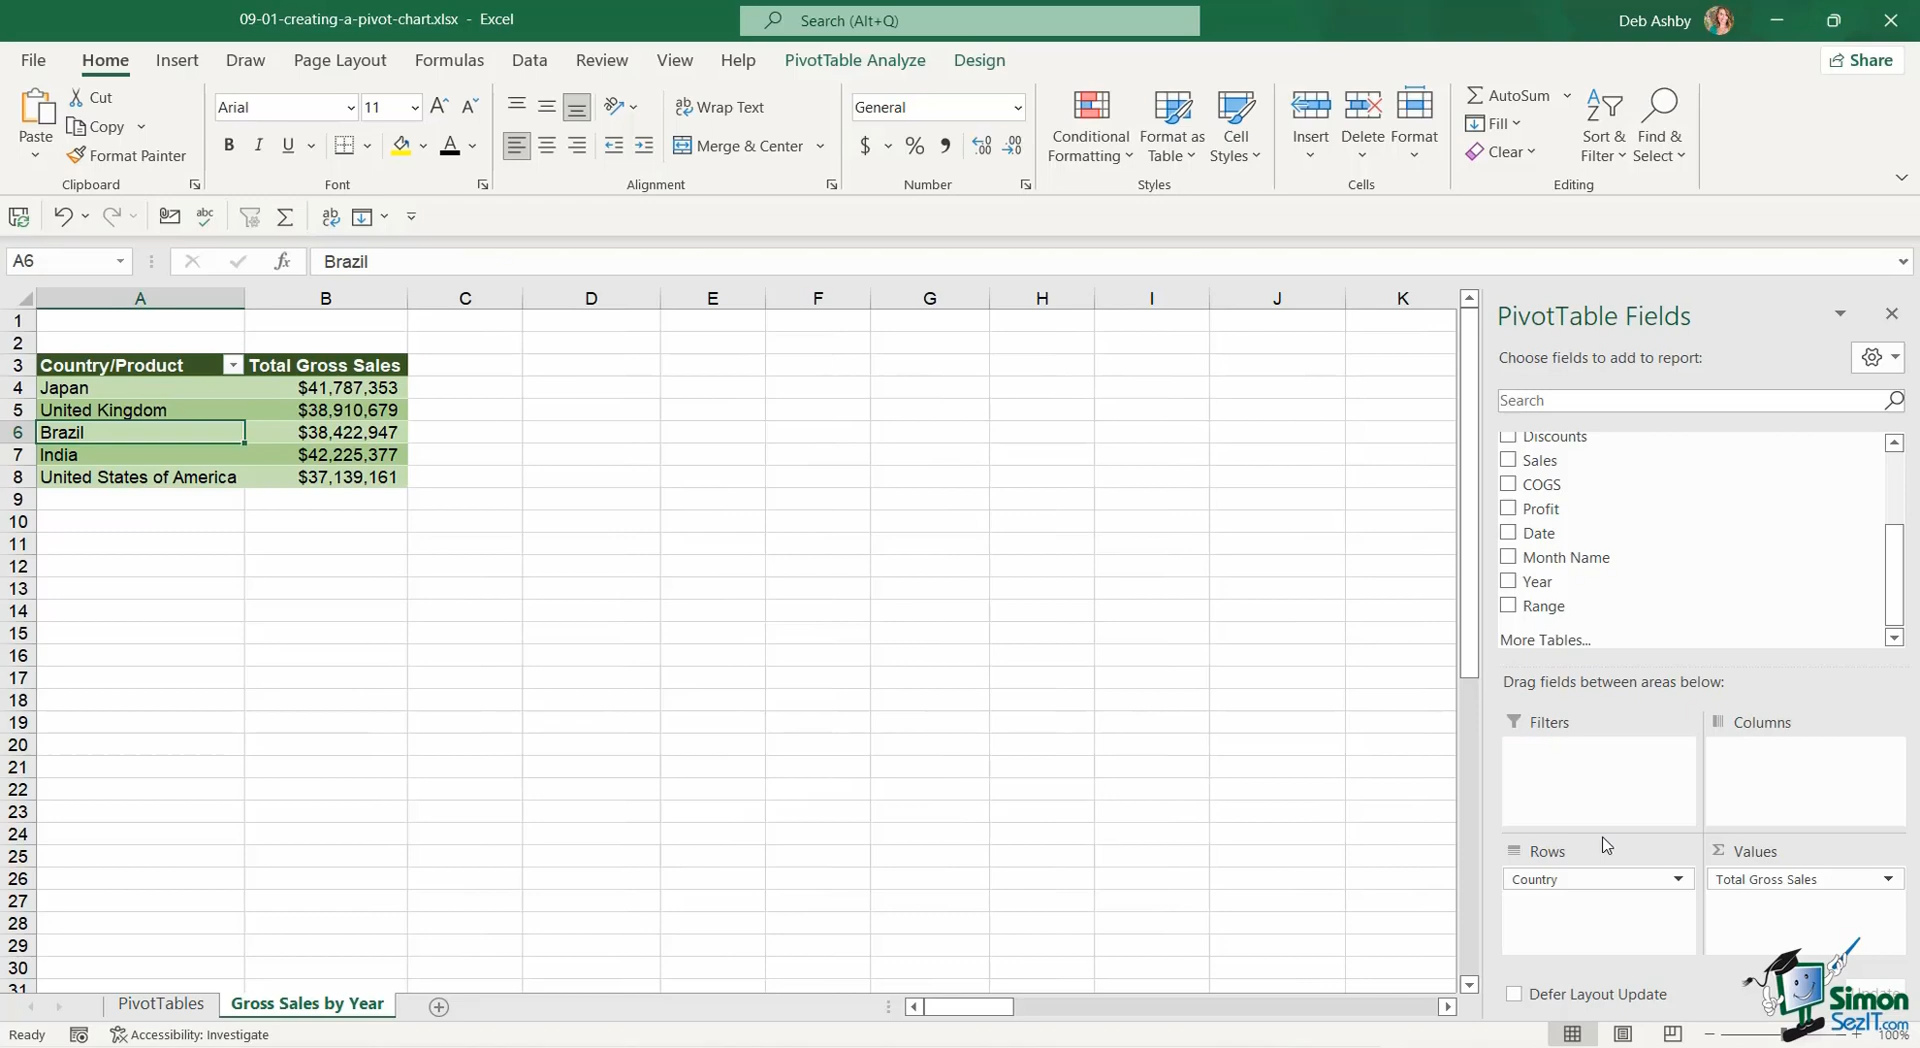 09-01-creating-a-pivot-chart.xlsx - Excel
Search (Alt+Q)
Deb Ashby
File Home Insert Draw Page Layout Formulas Data Review View Help PivotTable Analyze Design
Share
Paste
Cut
Copy
Format Painter
Clipboard
Arial 11
B I U
Font
Wrap Text
Merge & Center
Alignment
General
$ % ,
Number
Conditional Formatting
Format as Table
Cell Styles
Styles
Insert Delete Format
Cells
AutoSum
Fill
Clear
Sort & Filter
Find & Select
Editing
A6
fx
Brazil
A B C D E F G H I J K
1
2
3 Country/Product Total Gross Sales
4 Japan $41,787,353
5 United Kingdom $38,910,679
6 Brazil $38,422,947
7 India $42,225,377
8 United States of America $37,139,161
9
10
11
12
13
14
15
16
17
18
19
20
21
22
23
24
25
26
27
28
29
30
31
PivotTable Fields
Choose fields to add to report:
Search
Discounts
Sales
COGS
Profit
Date
Month Name
Year
Range
More Tables...
Drag fields between areas below:
Filters
Columns
Rows
Values
Country
Total Gross Sales
Defer Layout Update
PivotTables
Gross Sales by Year
Ready
Accessibility: Investigate
100%
Simon
SezIT.com